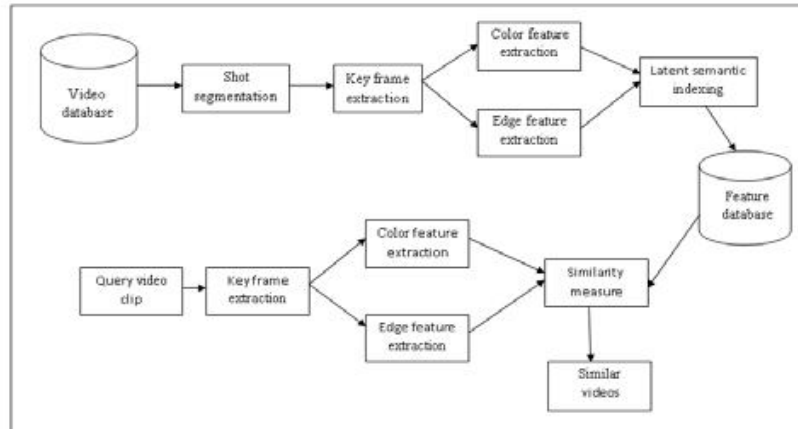 Video
database
Shot
segmentation
Key frame
extraction
Color feature
extraction
Edge feature
extraction
Latent semantic
indexing
Feature
database
Query video
clip
Key frame
extraction
Color feature
extraction
Edge feature
extraction
Similarity
measure
Similar
videos